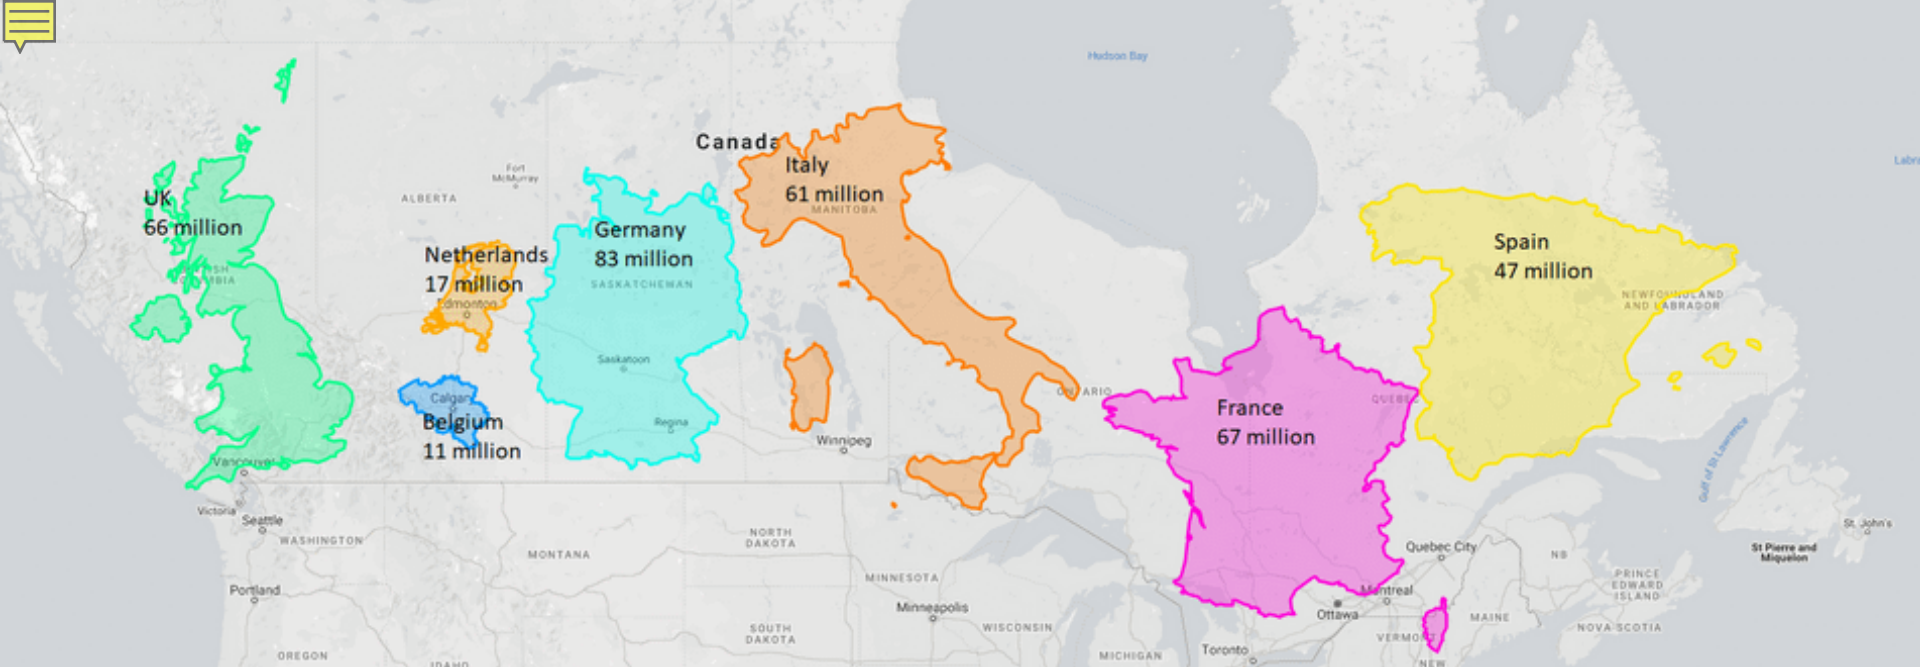 Hudson Bay
Canada
Italy
61 million
MANITOBA
Fort
McMurray
ALBERTA
UK
66 million
Netherlands
17 million
Edmonton
Germany
83 million
SASKATCHEWAN
Spain
47 million
NEWFOUNDLAND
AND LABRADOR
Saskatoon
Regina
Belgium
11 million
Winnipeg
ONTARIO
France
67 million
Gulf of St Lawrence
Vancouver
Victoria
Seattle
WASHINGTON
MONTANA
NORTH
DAKOTA
MINNESOTA
Minneapolis
WISCONSIN
SOUTH
DAKOTA
Portland
OREGON
IDAHO
MICHIGAN
Toronto
Ottawa
Montreal
Quebec City
VERMONT
NEW
MAINE
NB
PRINCE
EDWARD
ISLAND
NOVA SCOTIA
St Pierre and
Miquelon
St. John's